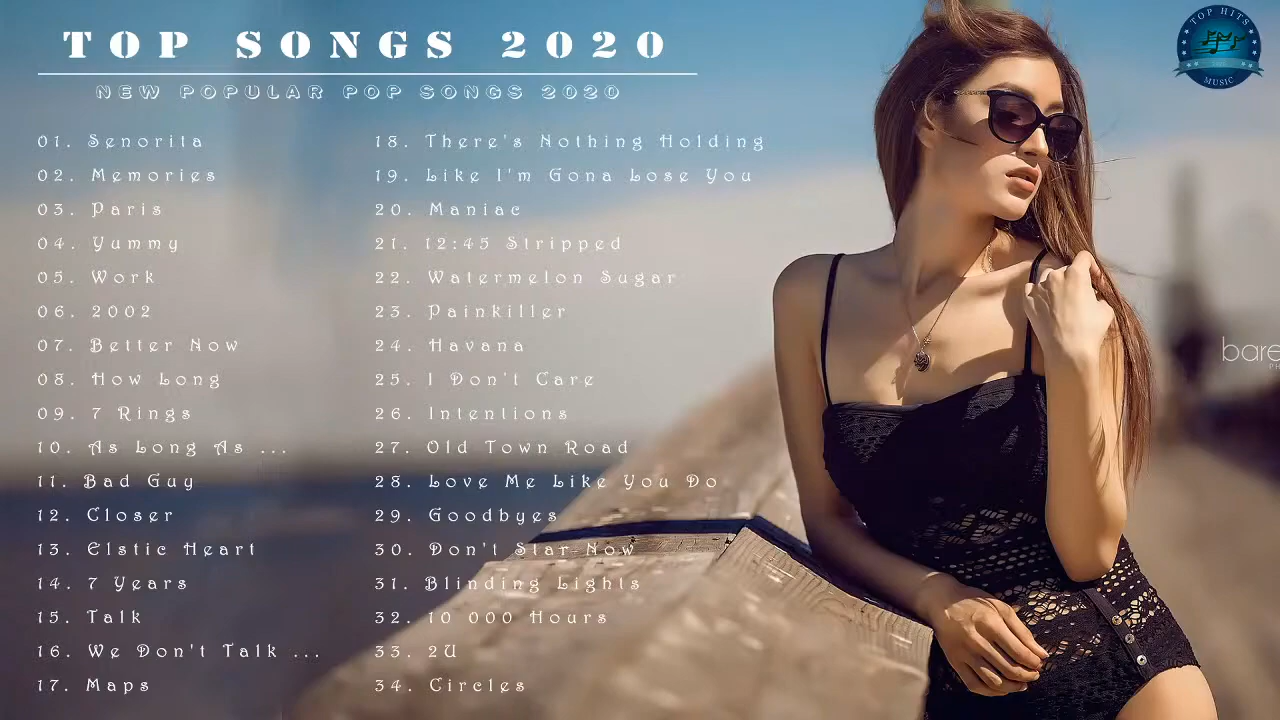 TOP SONGS 2020
NEW POPULAR POP SONGS 2020
01. Senorita
02. Memories
03. Paris
04. Yummy
05. Work
06. 2002
07. Better Now
08. How Long
09. 7 Rings
10. As Long As ...
11. Bad Guy
12. Closer
13. Elstic Heart
14. 7 Years
15. Talk
16. We Don't Talk ...
17. Maps
18. There's Nothing Holding
19. Like I'm Gona Lose You
20. Maniac
21. 12:45 Stripped
22. Watermelon Sugar
23. Painkiller
24. Havana
25. I Don't Care
26. Intentions
27. Old Town Road
28. Love Me Like You Do
29. Goodbyes
30. Don't Star Now
31. Blinding Lights
32. 10 000 Hours
33. 2U
34. Circles
TOP HITS
MUSIC
bare
PH